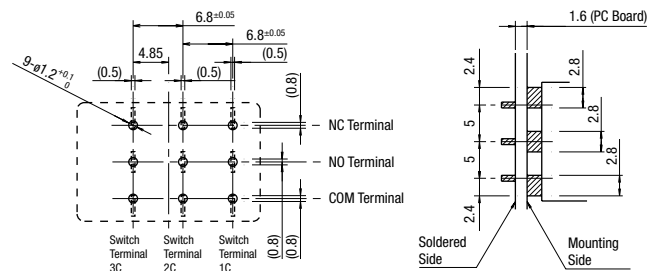 6.8±0.05
4.85
6.8±0.05
(0.5)
(0.5)
(0.5)
(0.8)
9-ø1.2 +0.1 0
NC Terminal
NO Terminal
COM Terminal
(0.8)
(0.8)
Switch Terminal 3C
Switch Terminal 2C
Switch Terminal 1C
1.6 (PC Board)
2.4
5
5
2.4
2.8
2.8
2.8
Soldered Side
Mounting Side